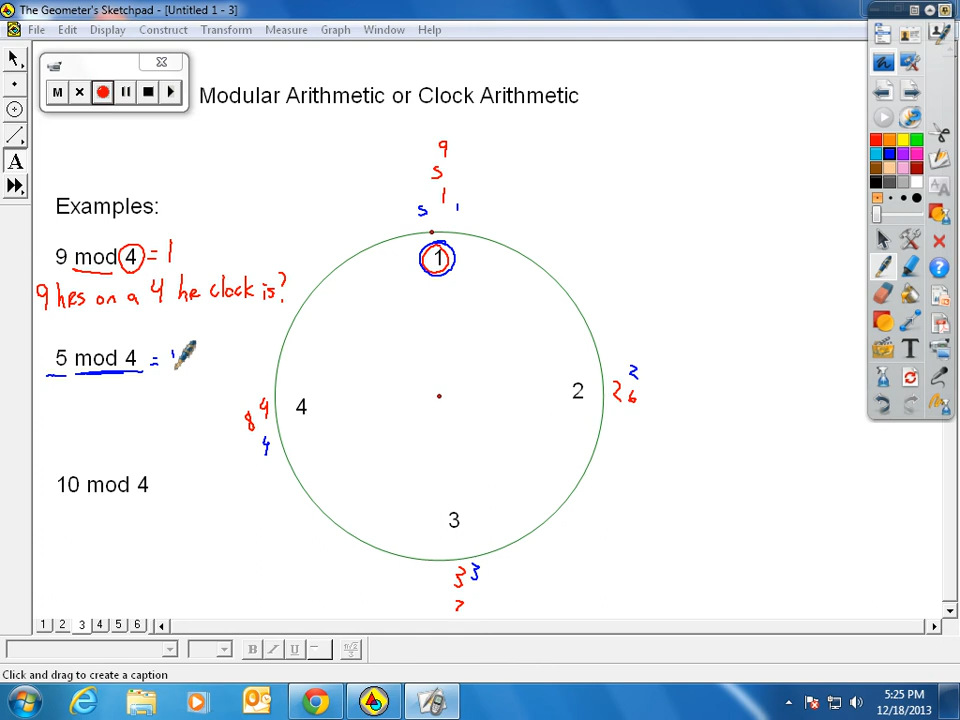 The Geometer's Sketchpad - [Untitled 1 - 3]
File Edit Display Construct Transform Measure Graph Window Help
M
Modular Arithmetic or Clock Arithmetic
9
5
1
5 1
Examples:
1
9 mod 4 = 1
9 hrs on a 4 hr clock is?
5 mod 4 =
2
2 6
2
4
4
8
4
10 mod 4
3
3 3
7
A
T
1 2 3 4 5 6
B I U
Click and drag to create a caption
5:25 PM
12/18/2013